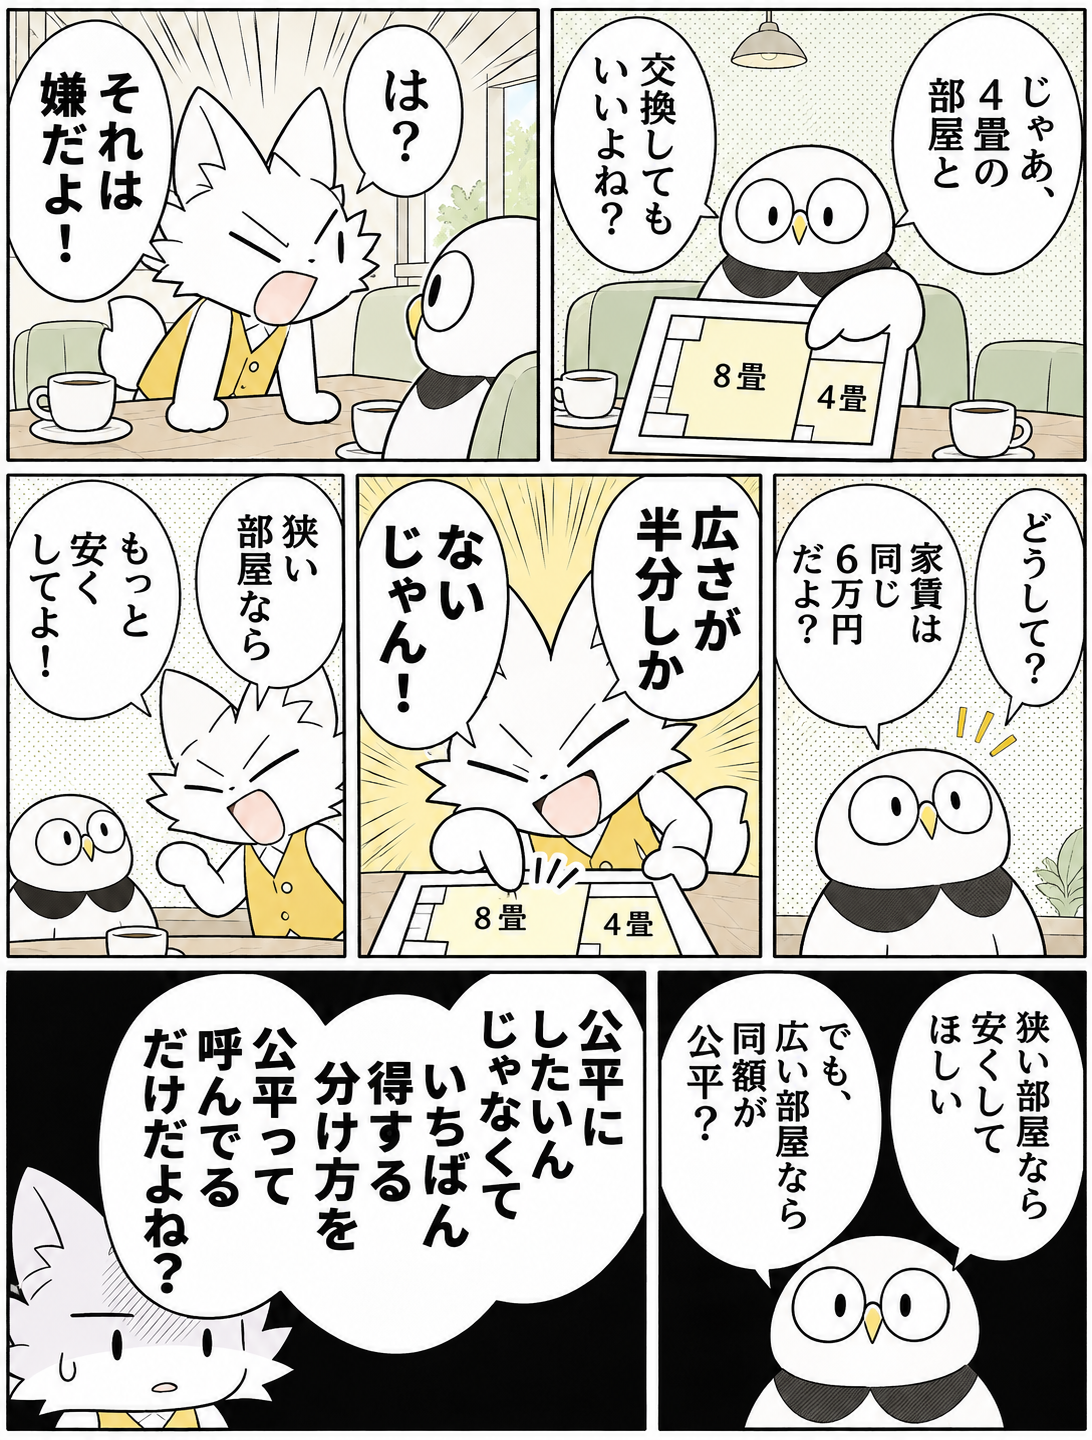 じゃあ、
4畳の
部屋と
交換しても
いいよね?
8畳
4畳
は?
それは
嫌だよ!
どうして?
家賃は
同じ
6万円
だよ?
広さが
半分しか
ない
じゃん!
8畳
4畳
狭い
部屋なら
もっと
安く
してよ!
狭い部屋なら
安くして
ほしい
でも、
広い部屋なら
同額が
公平?
公平に
したいん
じゃなくて
いちばん
得する
分け方を
公平って
呼んでる
だけだよね?